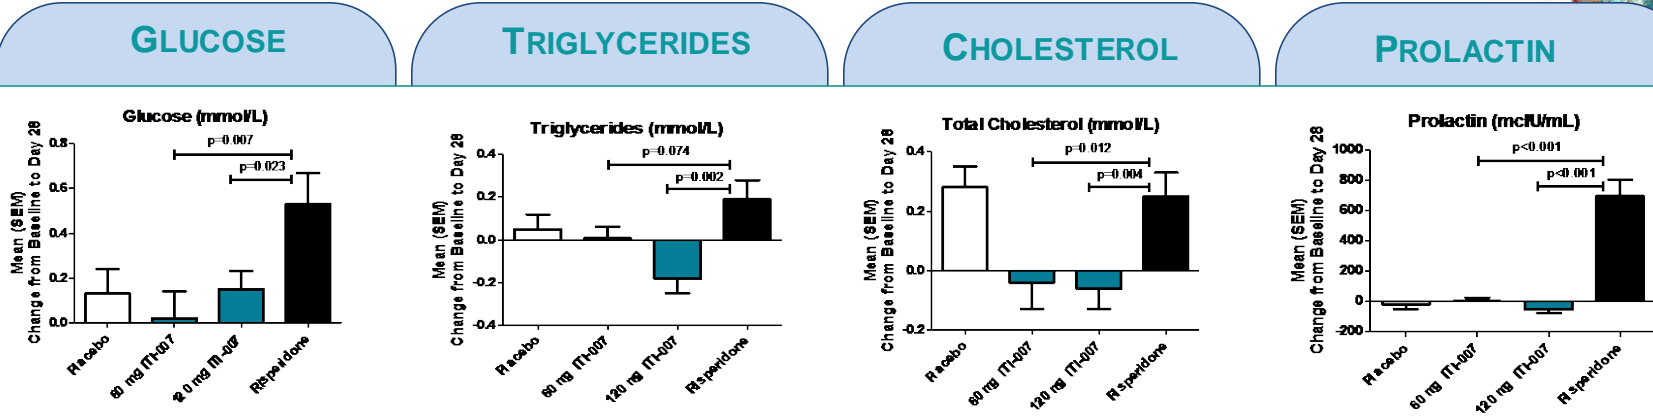 GLUCOSE
TRIGLYCERIDES
CHOLESTEROL
PROLACTIN
Glucose (mmol/L)
Mean (SEM)
Change from Baseline to Day 28
0.8
0.6
0.4
0.2
0.0
p=0.007
p=0.023
Placebo
60 mg ITI-007
120 mg ITI-007
Risperidone
Triglycerides (mmol/L)
Mean (SEM)
Change from Baseline to Day 28
0.4
0.2
0.0
-0.2
-0.4
p=0.074
p=0.002
Placebo
60 mg ITI-007
120 mg ITI-007
Risperidone
Total Cholesterol (mmol/L)
Mean (SEM)
Change from Baseline to Day 28
0.4
0.2
0.0
-0.2
p=0.012
p=0.004
Placebo
60 mg ITI-007
120 mg ITI-007
Risperidone
Prolactin (mcIU/mL)
Mean (SEM)
Change from Baseline to Day 28
1000
800
600
400
200
0
-200
p<0.001
p<0.001
Placebo
60 mg ITI-007
120 mg ITI-007
Risperidone